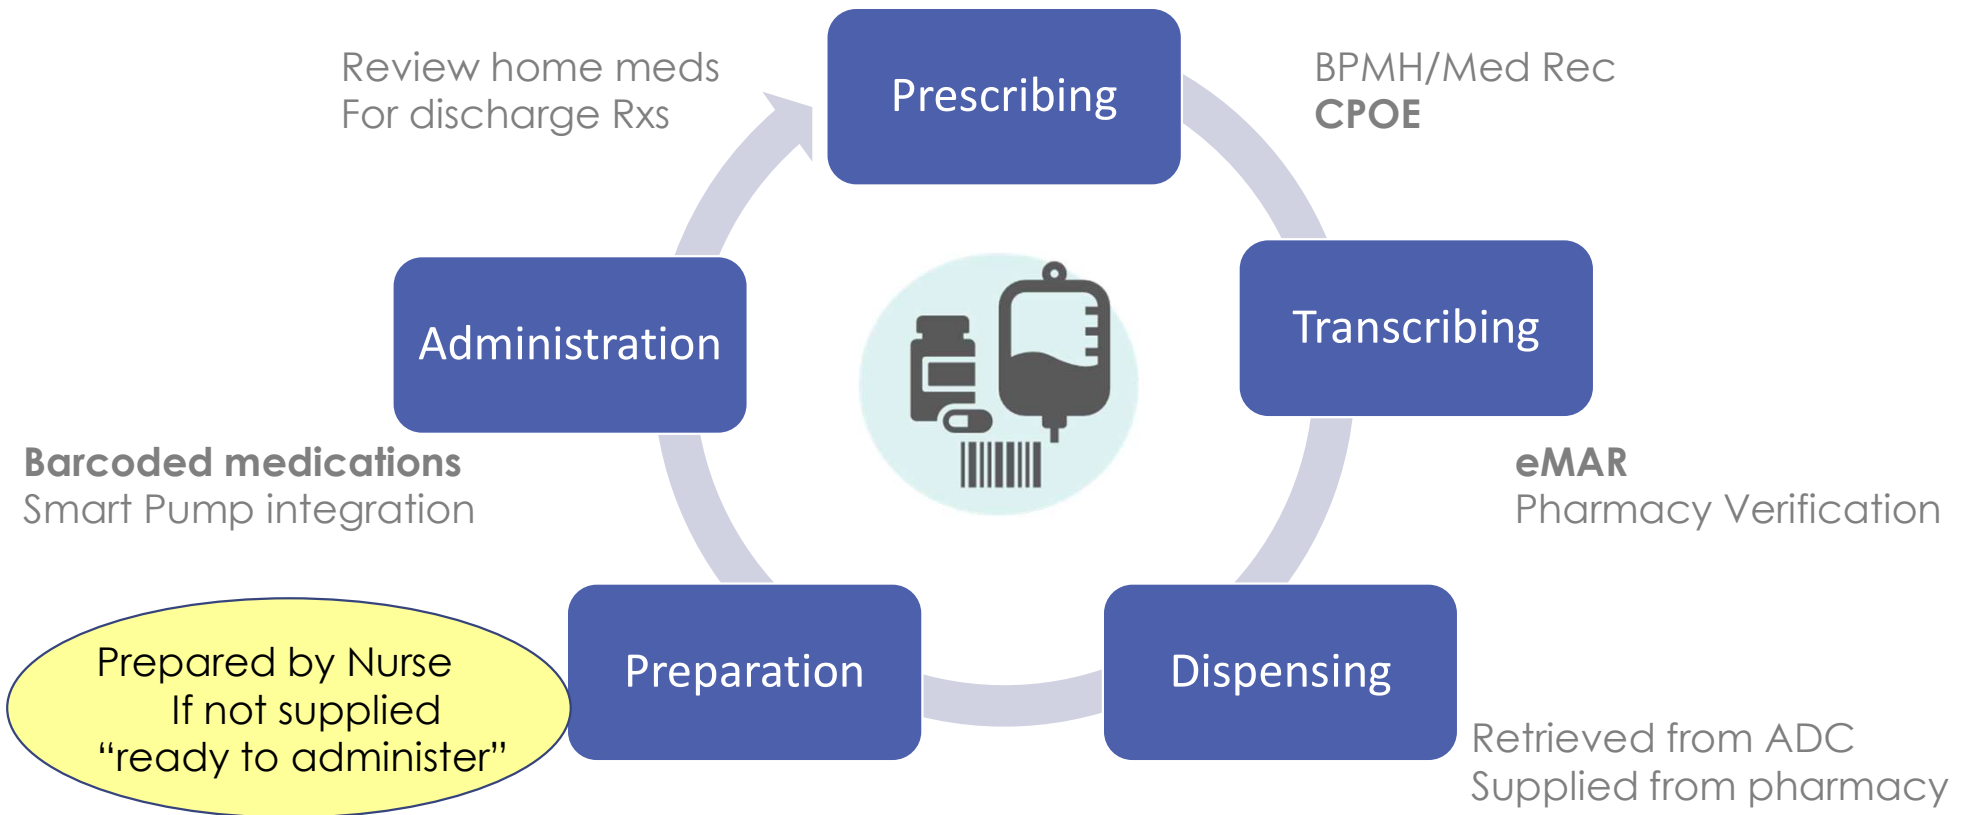 Review home meds
For discharge Rxs
Prescribing
BPMH/Med Rec
CPOE
Administration
Transcribing
Barcoded medications
Smart Pump integration
eMAR
Pharmacy Verification
Prepared by Nurse
If not supplied
“ready to administer”
Preparation
Dispensing
Retrieved from ADC
Supplied from pharmacy